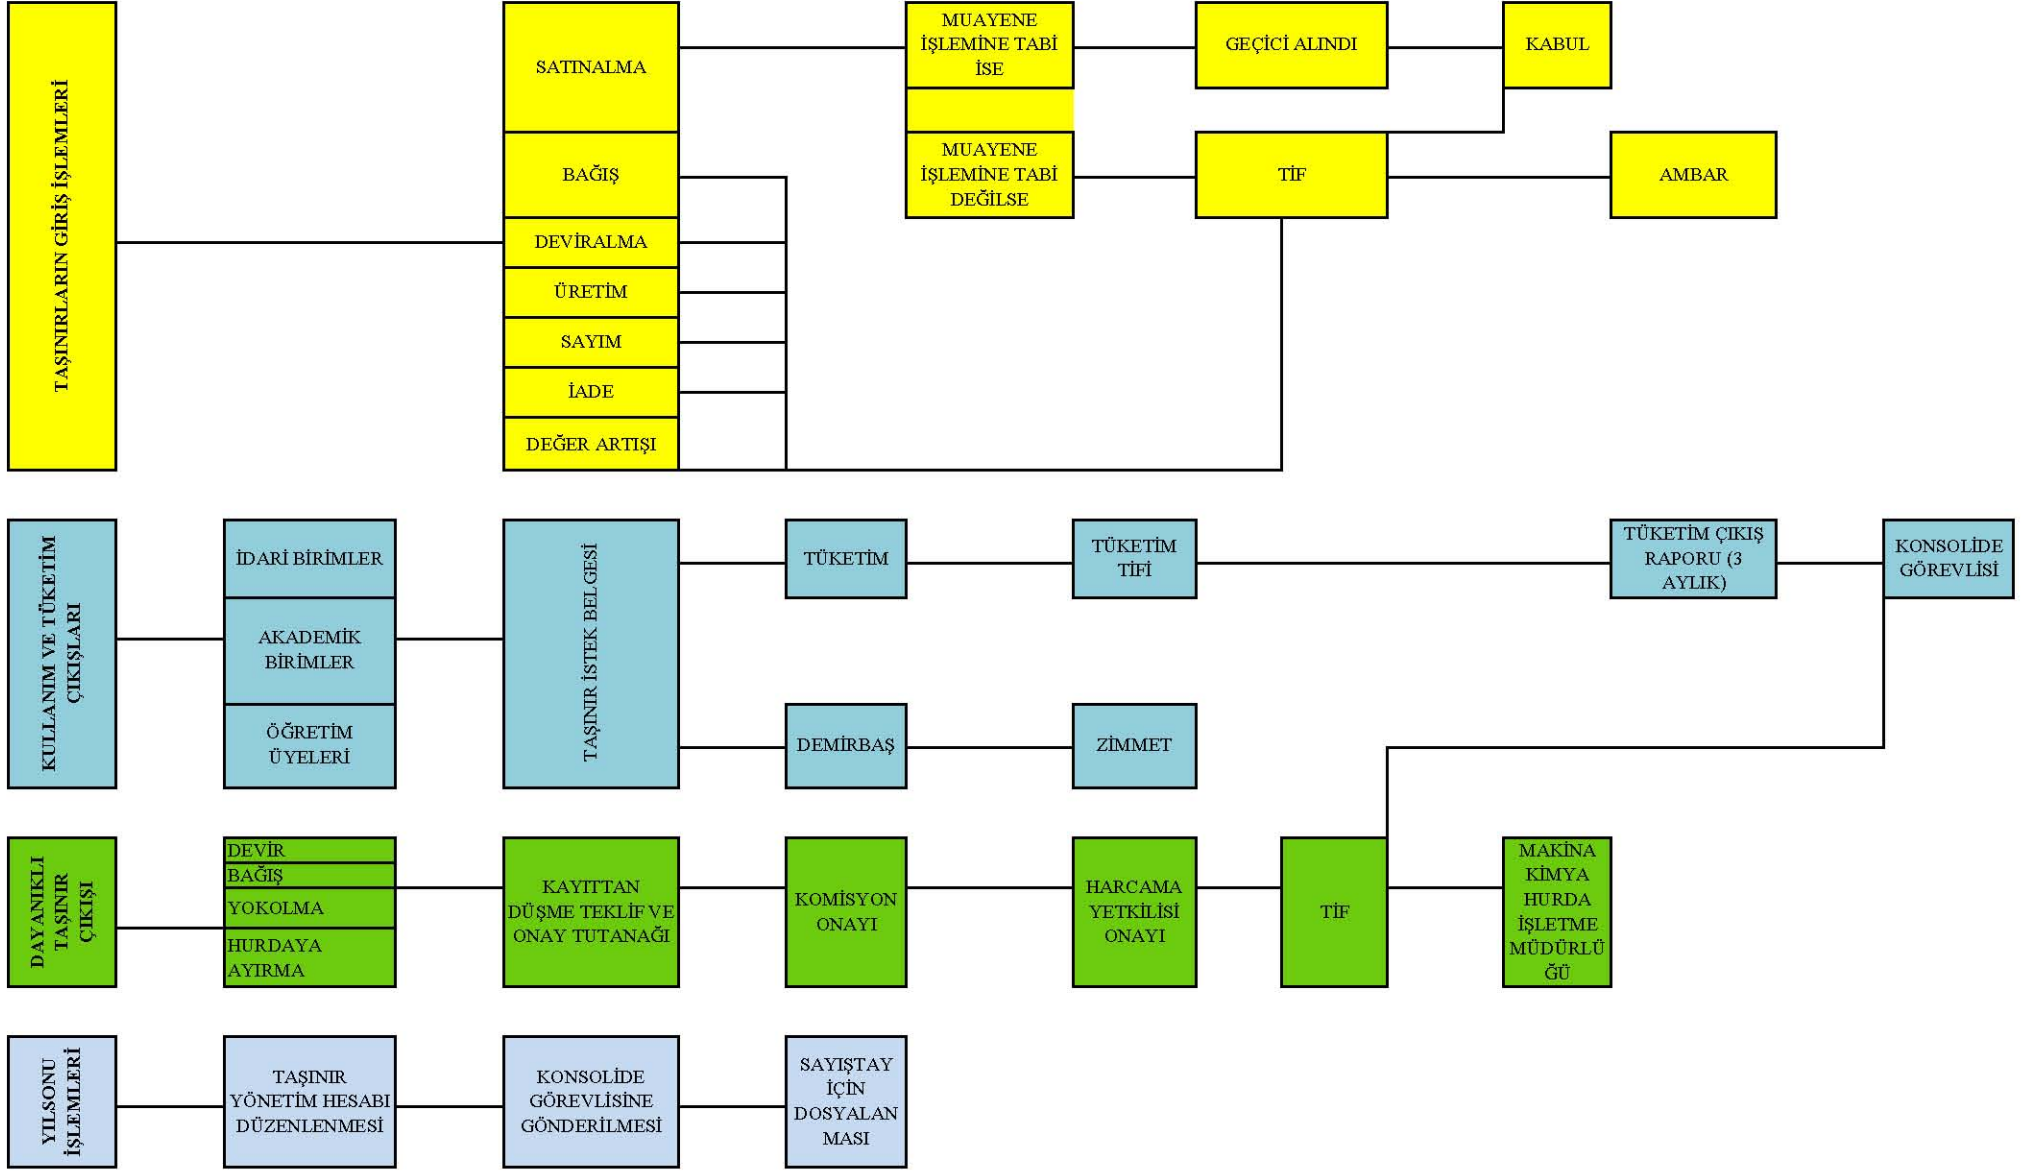 TAŞINIRLARIN GİRİŞ İŞLEMLERİ
SATINALMA
BAĞIŞ
DEVİRALMA
ÜRETİM
SAYIM
İADE
DEĞER ARTIŞI
MUAYENE
İŞLEMİNE TABİ
İSE
GEÇİCİ ALINDI
KABUL
MUAYENE
İŞLEMİNE TABİ
DEĞİLSE
TİF
AMBAR
KULLANIM VE TÜKETİM
ÇIKIŞLARI
İDARİ BİRİMLER
AKADEMİK
BİRİMLER
ÖĞRETİM
ÜYELERİ
TAŞINIR İSTEK BELGESİ
TÜKETİM
TÜKETİM
TİFİ
TÜKETİM ÇIKIŞ
RAPORU (3
AYLIK)
KONSOLİDE
GÖREVLİSİ
DEMİRBAŞ
ZİMMET
DAYANIKLI
TAŞINIR
ÇIKIŞI
DEVİR
BAĞIŞ
YOKOLMA
HURDAYA
AYIRMA
KAYITTAN
DÜŞME TEKLİF VE
ONAY TUTANAĞI
KOMİSYON
ONAYI
HARCAMA
YETKİLİSİ
ONAYI
TİF
MAKİNA
KİMYA
HURDA
İŞLETME
MÜDÜRLÜ
ĞÜ
YILSONU
İŞLEMLERİ
TAŞINIR
YÖNETİM HESABI
DÜZENLENMESİ
KONSOLİDE
GÖREVLİSİNE
GÖNDERİLMESİ
SAYIŞTAY
İÇİN
DOSYALAN
MASI